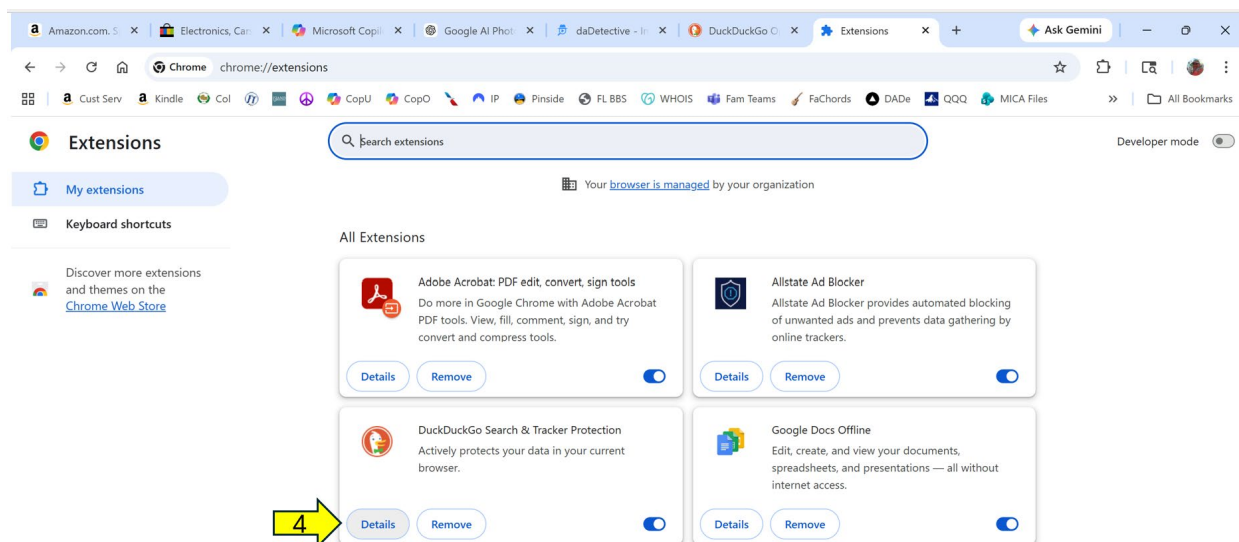 Amazon.com. S
Electronics, Car
Microsoft Copil
Google AI Phot
daDetective - In
DuckDuckGo O
Extensions
Ask Gemini
Chrome chrome://extensions
Cust Serv
Kindle
Col
CopU
CopO
IP
Pinside
FL BBS
WHOIS
Fam Teams
FaChords
DADe
QQQ
MICA Files
All Bookmarks
Extensions
Search extensions
Developer mode
My extensions
Your browser is managed by your organization
Keyboard shortcuts
Discover more extensions
and themes on the
Chrome Web Store
All Extensions
Adobe Acrobat: PDF edit, convert, sign tools
Do more in Google Chrome with Adobe Acrobat
PDF tools. View, fill, comment, sign, and try
convert and compress tools.
Details
Remove
Allstate Ad Blocker
Allstate Ad Blocker provides automated blocking
of unwanted ads and prevents data gathering by
online trackers.
Details
Remove
DuckDuckGo Search & Tracker Protection
Actively protects your data in your current
browser.
4
Details
Remove
Google Docs Offline
Edit, create, and view your documents,
spreadsheets, and presentations — all without
internet access.
Details
Remove